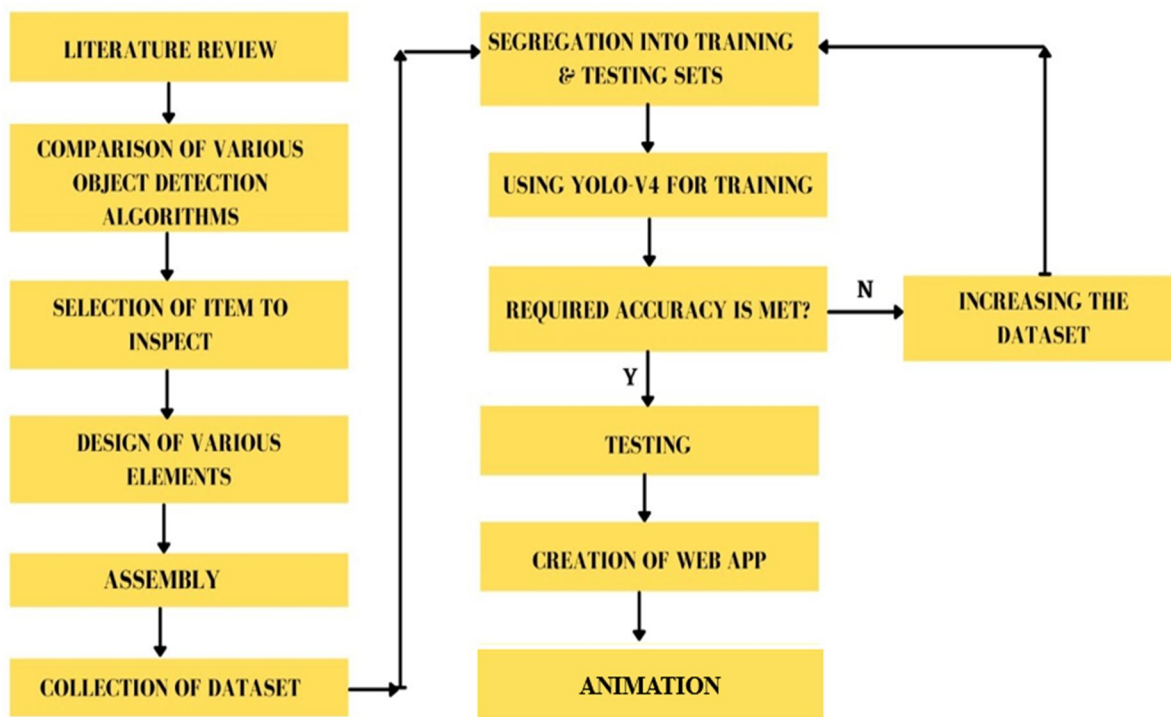 LITERATURE REVIEW
COMPARISON OF VARIOUS
OBJECT DETECTION
ALGORITHMS
SELECTION OF ITEM TO
INSPECT
DESIGN OF VARIOUS
ELEMENTS
ASSEMBLY
COLLECTION OF DATASET
SEGREGATION INTO TRAINING
& TESTING SETS
USING YOLO-V4 FOR TRAINING
REQUIRED ACCURACY IS MET?
N
INCREASING THE
DATASET
Y
TESTING
CREATION OF WEB APP
ANIMATION